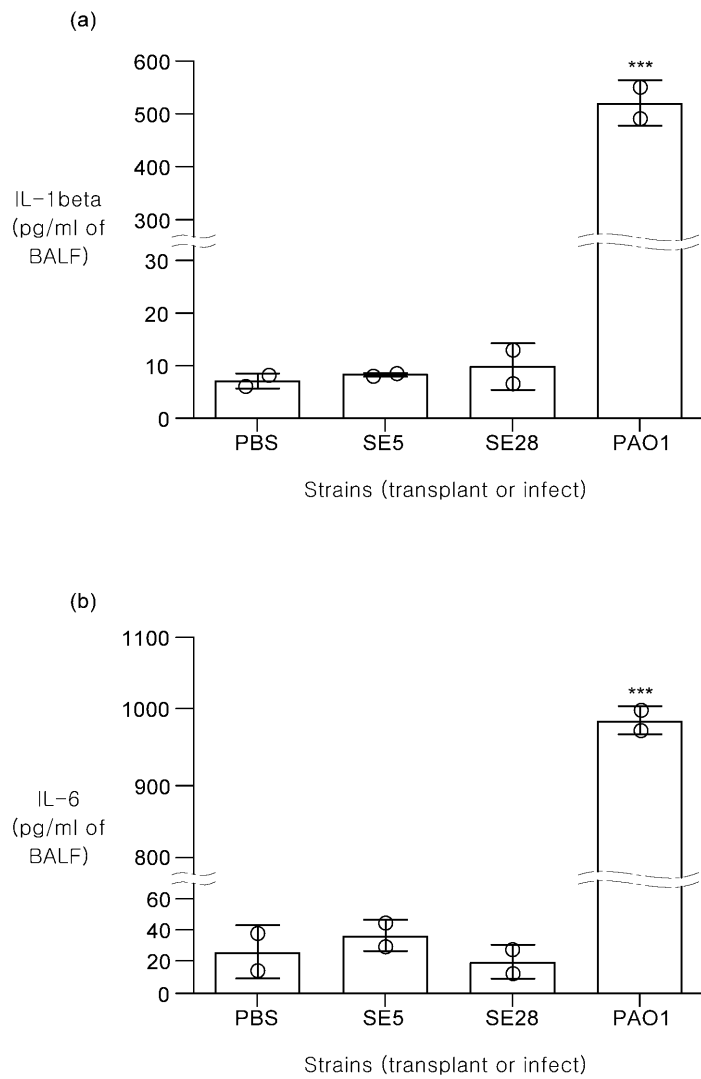 (a)
600
***
500
400
IL-1beta
(pg/ml of
BALF)
300
30
20
10
0
PBS SE5 SE28 PAO1
Strains (transplant or infect)
(b)
1100
***
1000
900
IL-6
(pg/ml of
BALF)
800
60
40
20
0
PBS SE5 SE28 PAO1
Strains (transplant or infect)